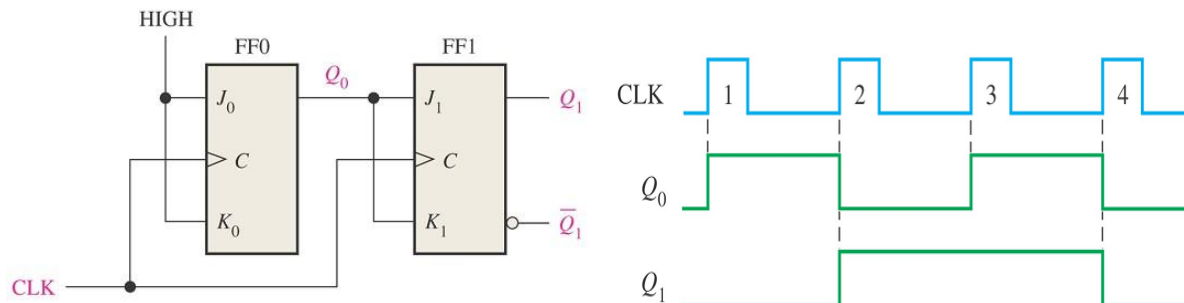 HIGH
FF0
FF1
Q₀
J₀
J₁
Q₁
C
C
K₀
K₁
Q̅₁
CLK
CLK
1
2
3
4
Q₀
Q₁